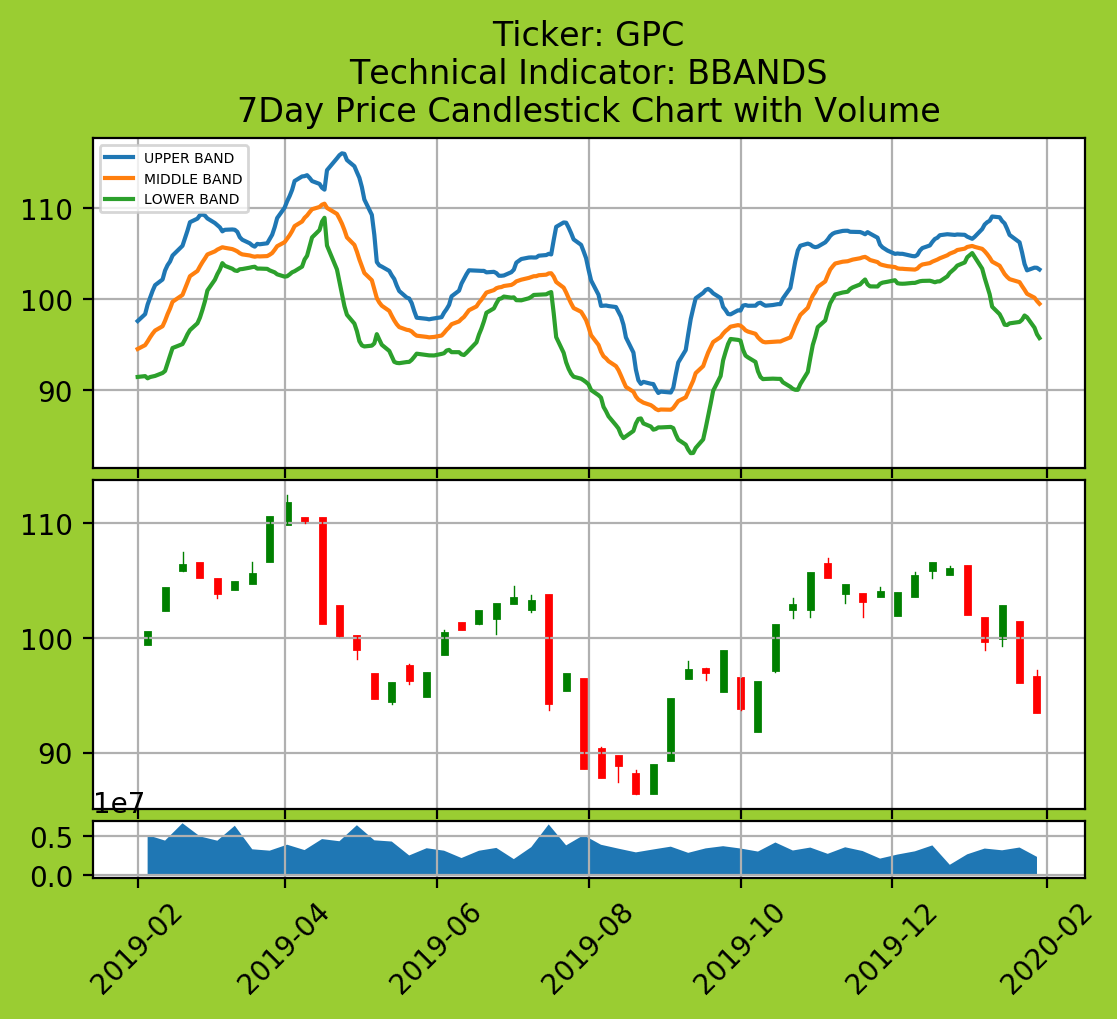 Ticker: GPC
Technical Indicator: BBANDS
7Day Price Candlestick Chart with Volume
UPPER BAND
MIDDLE BAND
LOWER BAND
110
100
90
110
100
90
1e7
0.5
0.0
2019-02
2019-04
2019-06
2019-08
2019-10
2019-12
2020-02